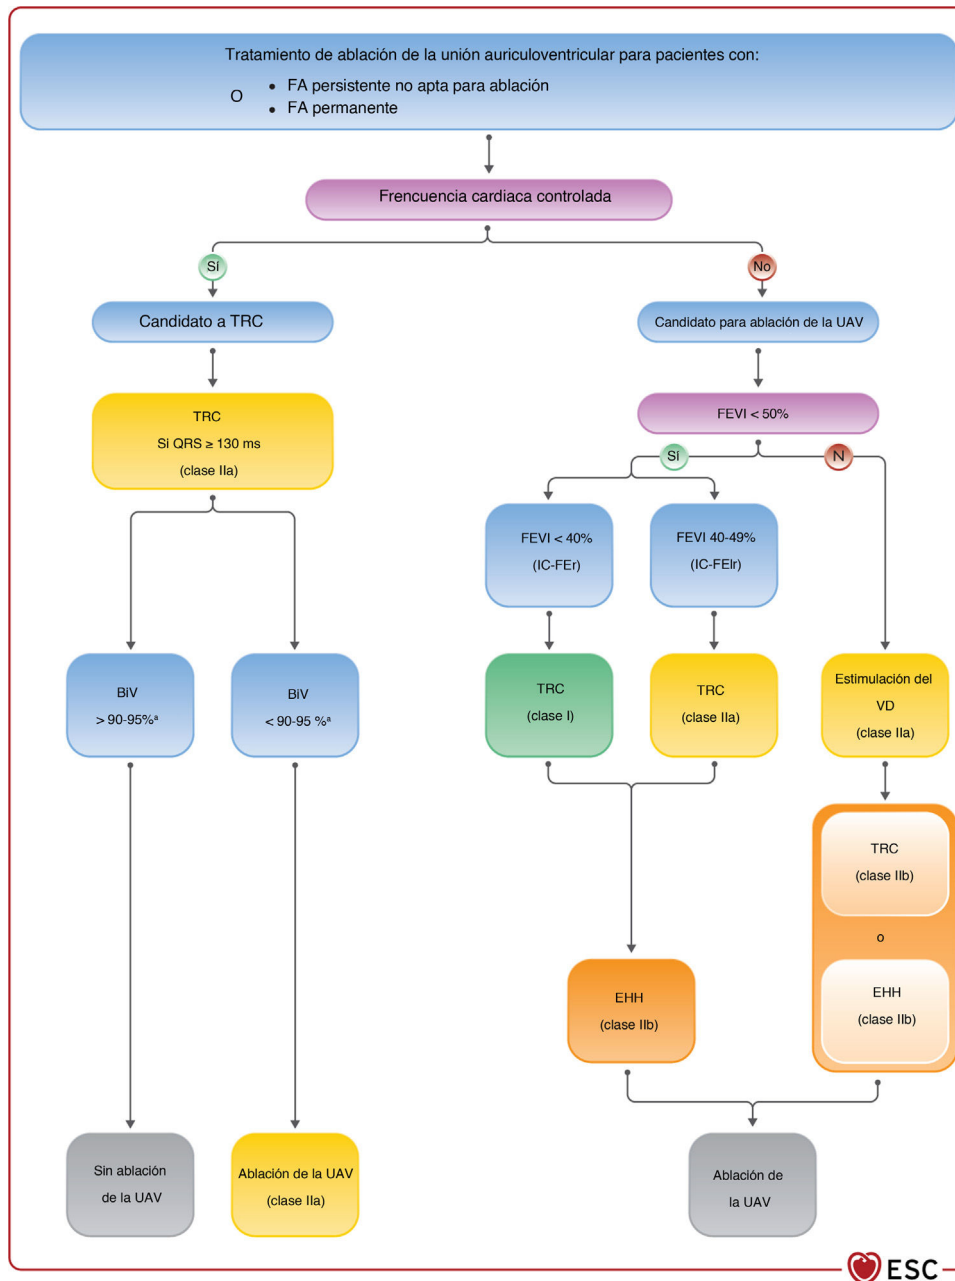 Tratamiento de ablación de la unión auriculoventricular para pacientes con:
O
• FA persistente no apta para ablación
• FA permanente
Frencuencia cardiaca controlada
Sí
No
Candidato a TRC
Candidato para ablación de la UAV
TRC
Si QRS ≥ 130 ms
(clase IIa)
FEVI < 50%
Sí
N
FEVI < 40%
(IC-FEr)
FEVI 40-49%
(IC-FElr)
BiV
> 90-95%ª
BiV
< 90-95 %ª
TRC
(clase I)
TRC
(clase IIa)
Estimulación del
VD
(clase IIa)
TRC
(clase IIb)
o
EHH
(clase IIb)
EHH
(clase IIb)
Sin ablación
de la UAV
Ablación de la UAV
(clase IIa)
Ablación de
la UAV
ESC